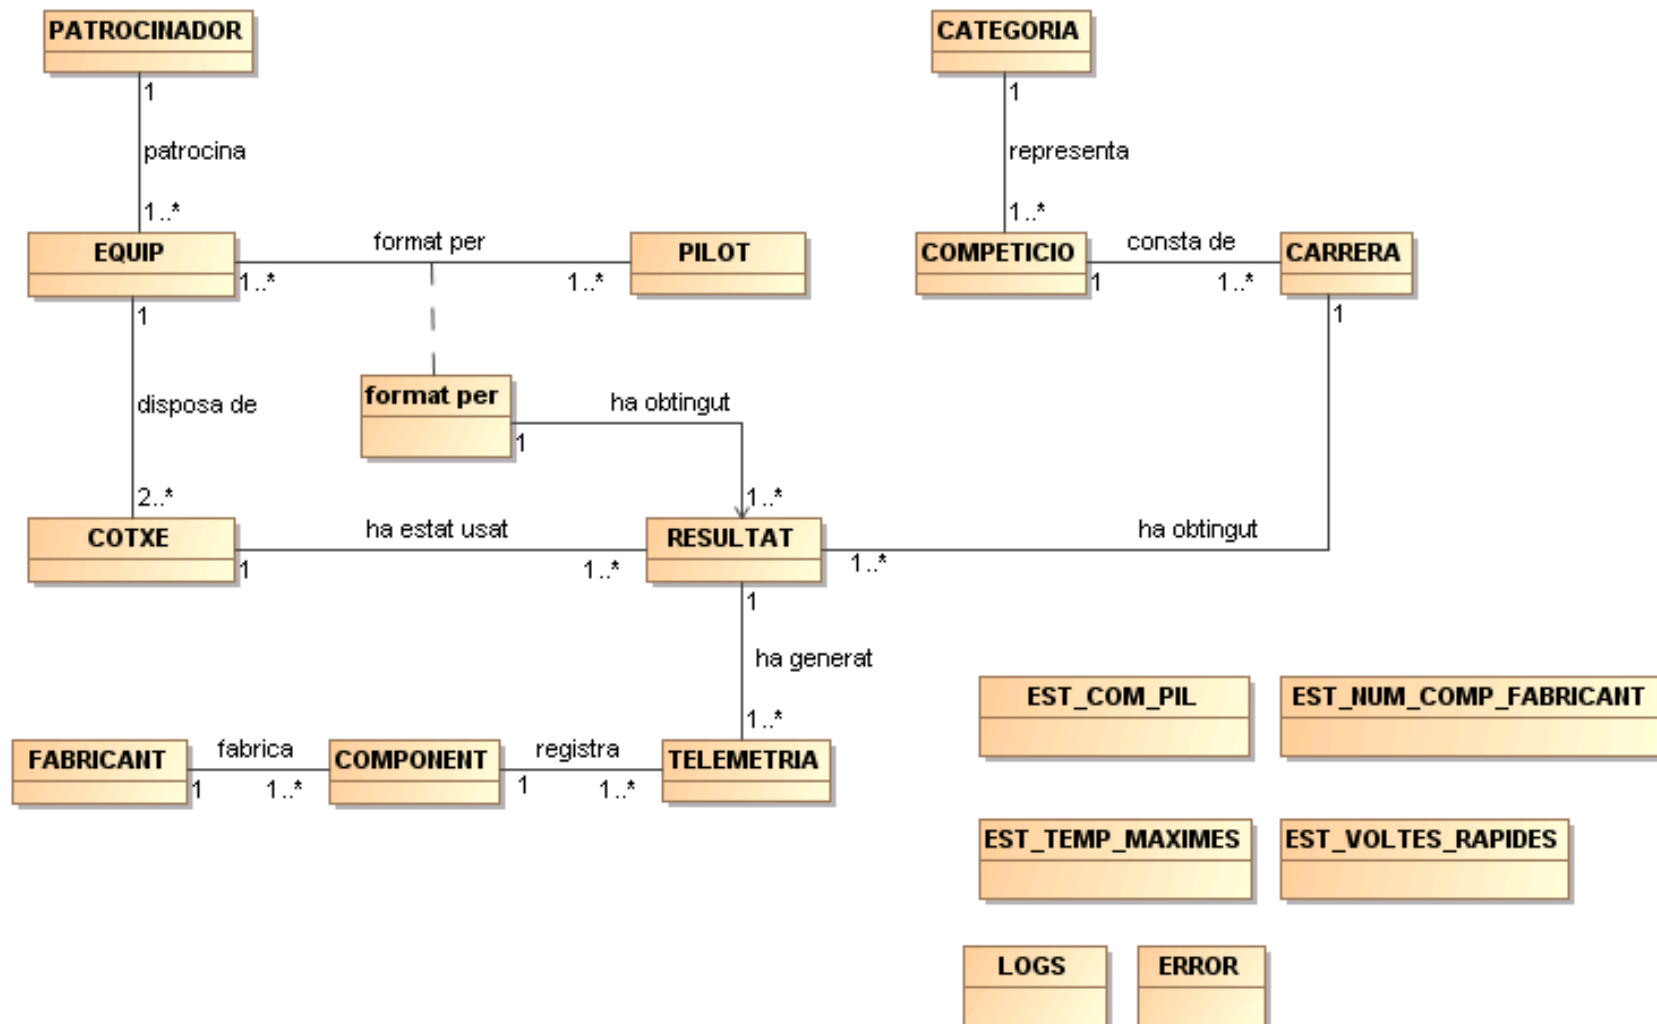 PATROCINADOR
CATEGORIA
1
1
patrocina
representa
1..*
1..*
EQUIP
format per
PILOT
COMPETICIO
consta de
CARRERA
1..*
1..*
1
1..*
1
1
format per
disposa de
ha obtingut
1
2..*
1..*
COTXE
ha estat usat
RESULTAT
ha obtingut
1
1..*
1..*
1
ha generat
EST_COM_PIL
EST_NUM_COMP_FABRICANT
1..*
FABRICANT
fabrica
COMPONENT
registra
TELEMETRIA
1
1..*
1
1..*
EST_TEMP_MAXIMES
EST_VOLTES_RAPIDES
LOGS
ERROR